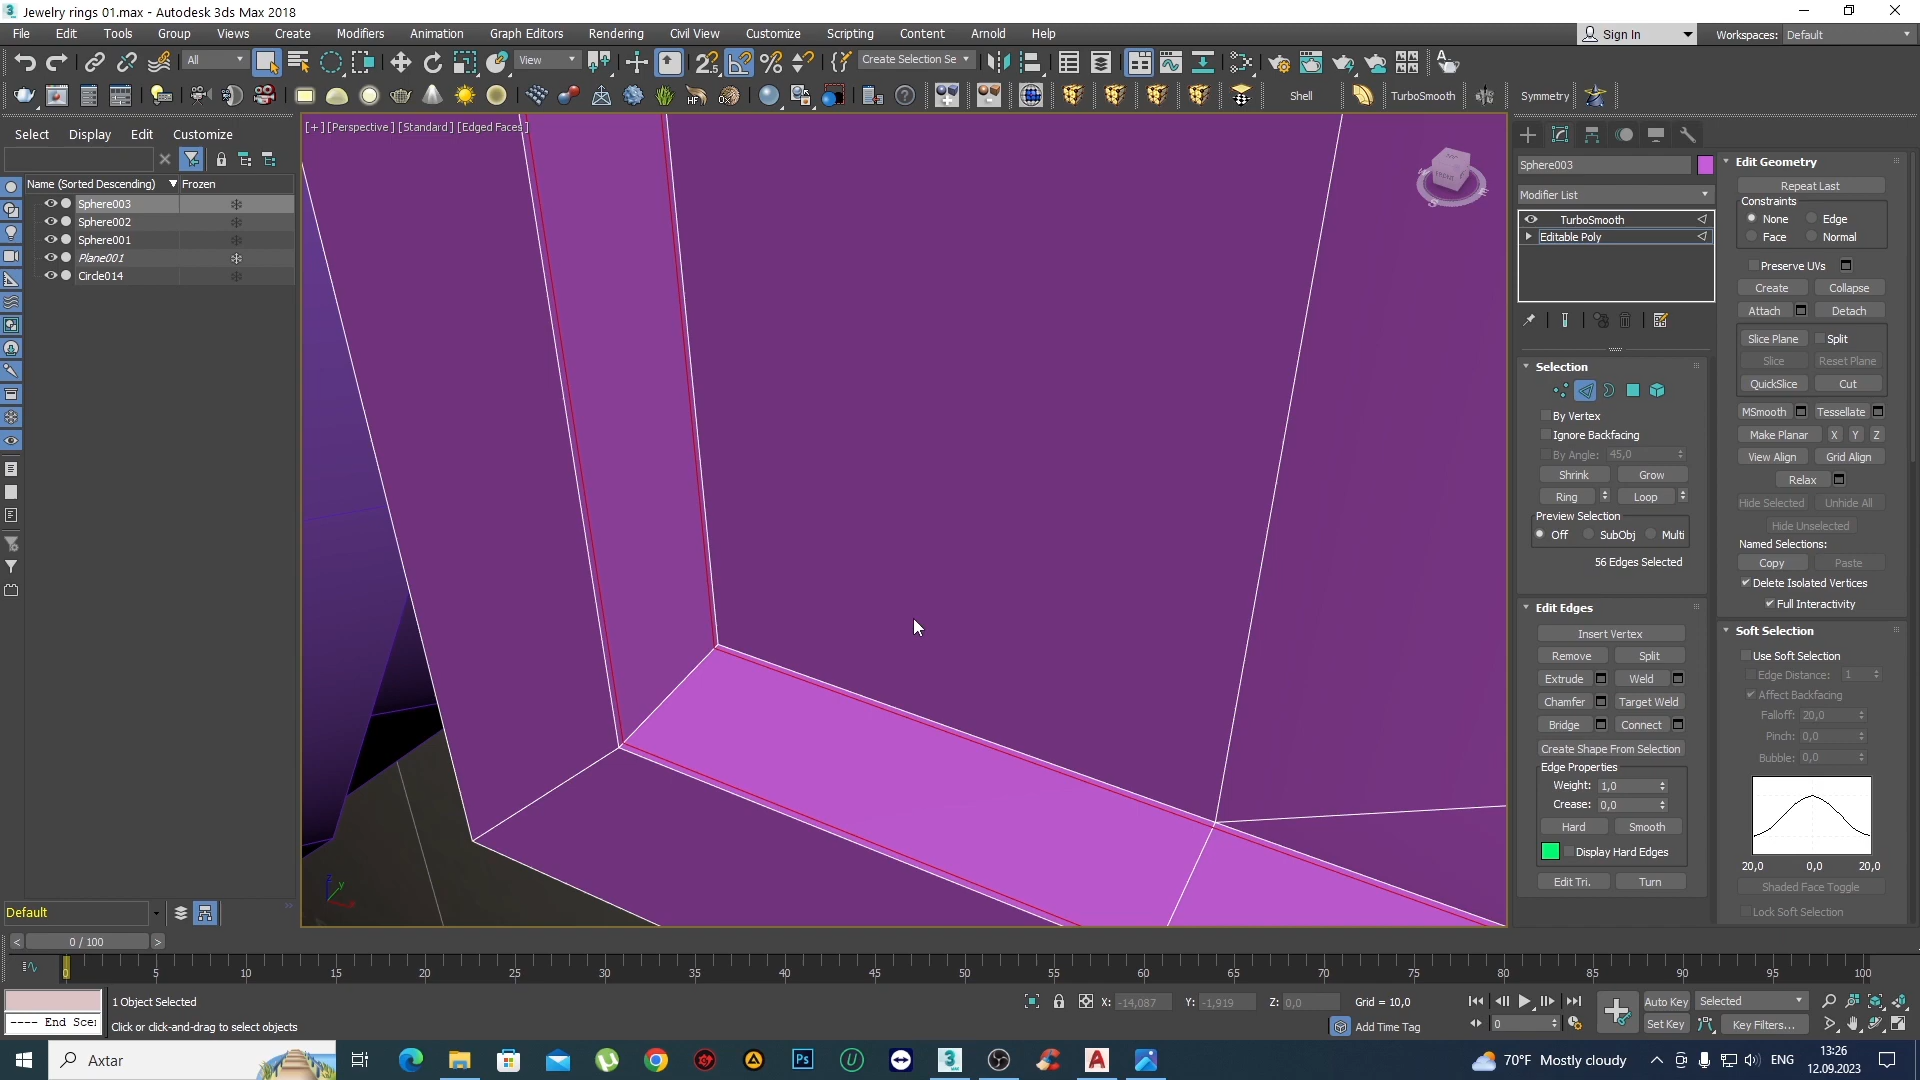 Jewelry rings 01.max - Autodesk 3ds Max 2018
File Edit Tools Group Views Create Modifiers Animation Graph Editors Rendering Civil View Customize Scripting Content Arnold Help
Sign In Workspaces: Default
All View Create Selection Se
Shell TurboSmooth Symmetry
Select Display Edit Customize
[+] [Perspective ] [Standard ] [Edged Faces ]
Name (Sorted Descending) Frozen
Sphere003
Sphere002
Sphere001
Plane001
Circle014
Sphere003
Modifier List
TurboSmooth
Editable Poly
Selection
By Vertex
Ignore Backfacing
By Angle: 45,0
Shrink Grow
Ring Loop
Preview Selection
Off SubObj Multi
56 Edges Selected
Edit Edges
Insert Vertex
Remove Split
Extrude Weld
Chamfer Target Weld
Bridge Connect
Create Shape From Selection
Edge Properties
Weight: 1,0
Crease: 0,0
Hard Smooth
Display Hard Edges
Edit Tri. Turn
Edit Geometry
Repeat Last
Constraints
None Edge
Face Normal
Preserve UVs
Create Collapse
Attach Detach
Slice Plane Split
Slice Reset Plane
QuickSlice Cut
MSmooth Tessellate
Make Planar X Y Z
View Align Grid Align
Relax
Hide Selected Unhide All
Hide Unselected
Named Selections:
Copy Paste
Delete Isolated Vertices
Full Interactivity
Soft Selection
Use Soft Selection
Edge Distance: 1
Affect Backfacing
Falloff: 20,0
Pinch: 0,0
Bubble: 0,0
20,0 0,0 20,0
Shaded Face Toggle
Lock Soft Selection
Default
0 / 100
0 5 10 15 20 25 30 35 40 45 50 55 60 65 70 75 80 85 90 95 100
1 Object Selected X: -14,087 Y: -1,919 Z: 0,0 Grid = 10,0 Auto Key Selected
---- End Sce Click or click-and-drag to select objects Add Time Tag 0 Set Key Key Filters...
Axtar 70°F Mostly cloudy ENG 13:26
12.09.2023